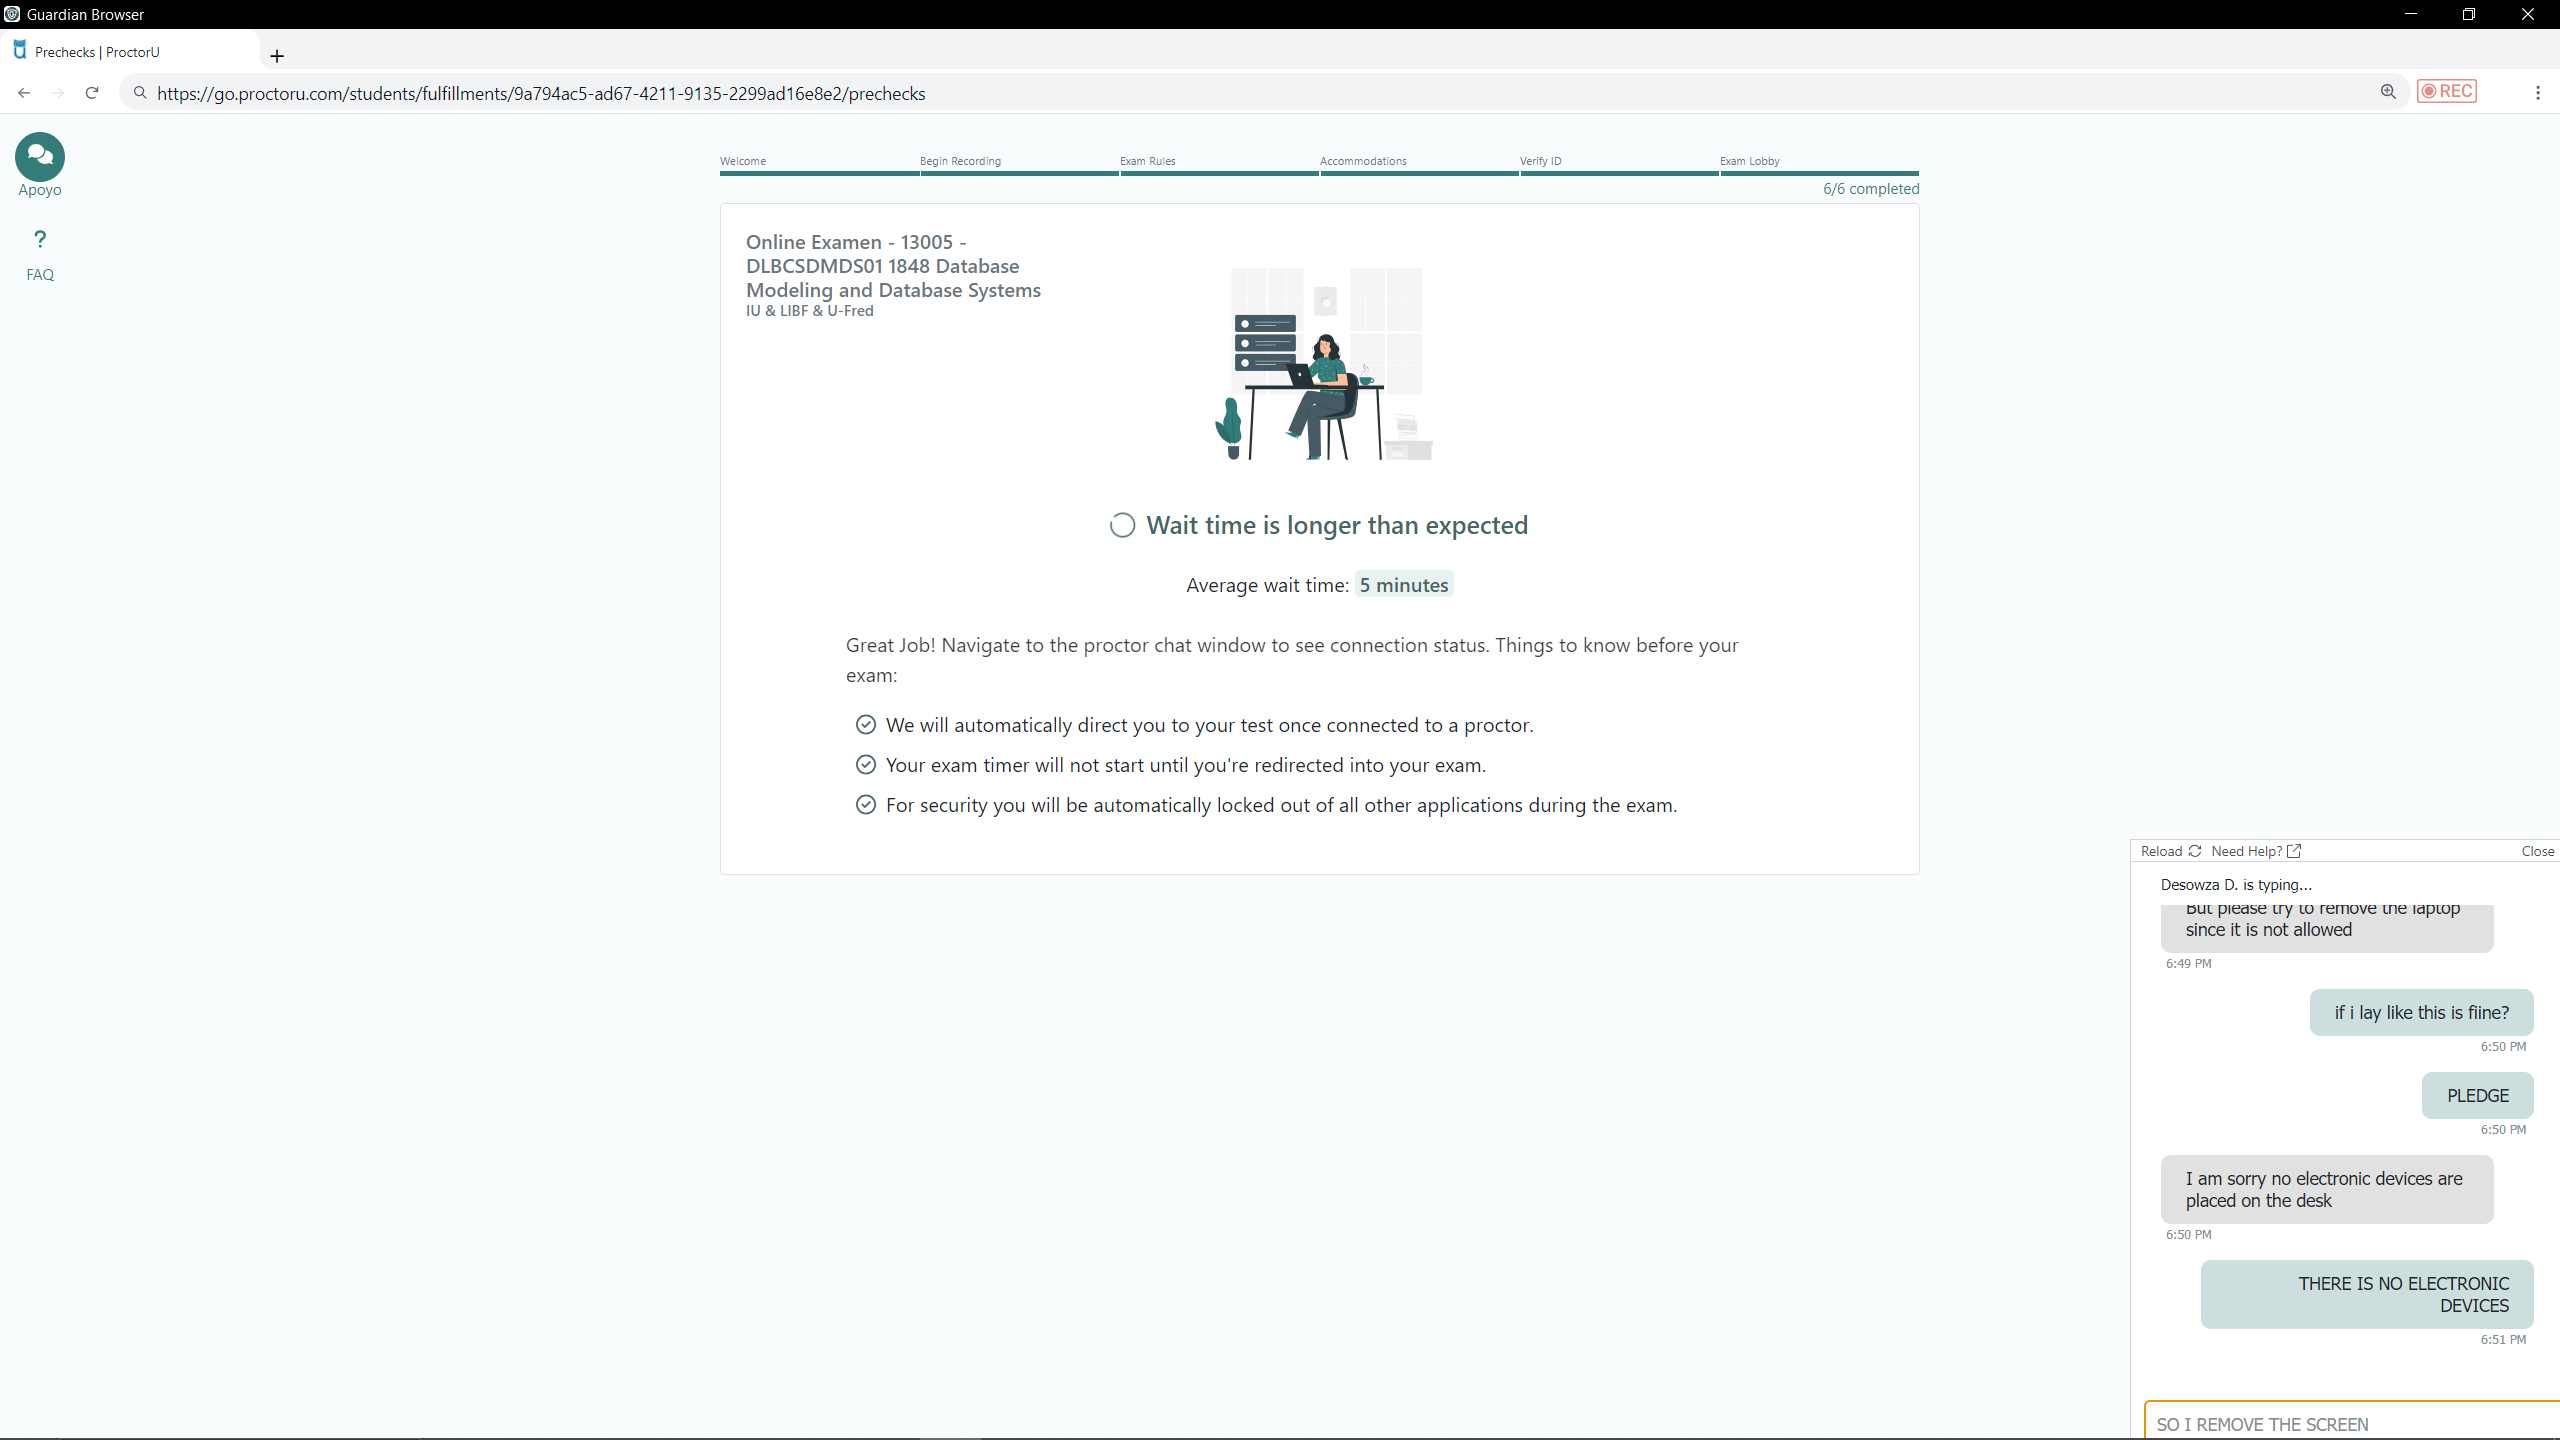 Guardian Browser
Prechecks | ProctorU
https://go.proctoru.com/students/fulfillments/9a794ac5-ad67-4211-9135-2299ad16e8e2/prechecks
REC
Apoyo
?
FAQ
Welcome
Begin Recording
Exam Rules
Accommodations
Verify ID
Exam Lobby
6/6 completed
Online Examen - 13005 -
DLBCSDMDS01 1848 Database
Modeling and Database Systems
IU & LIBF & U-Fred
Wait time is longer than expected
Average wait time: 5 minutes
Great Job! Navigate to the proctor chat window to see connection status. Things to know before your
exam:
We will automatically direct you to your test once connected to a proctor.
Your exam timer will not start until you're redirected into your exam.
For security you will be automatically locked out of all other applications during the exam.
Reload
Need Help?
Close
Desowza D. is typing...
But please try to remove the laptop
since it is not allowed
6:49 PM
if i lay like this is fiine?
6:50 PM
PLEDGE
6:50 PM
I am sorry no electronic devices are
placed on the desk
6:50 PM
THERE IS NO ELECTRONIC
DEVICES
6:51 PM
SO I REMOVE THE SCREEN